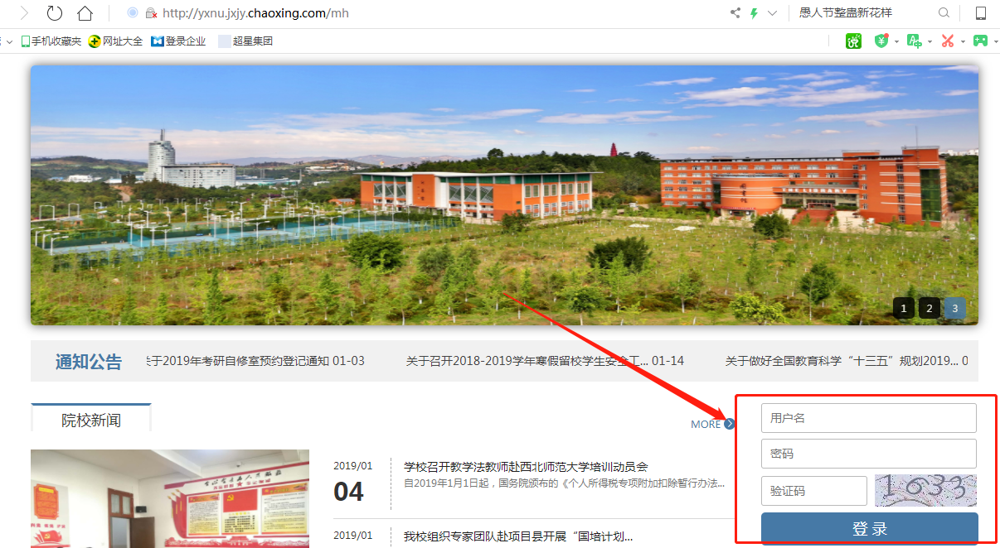 http://yxnu.jxjy.chaoxing.com/mh
愚人节整蛊新花样
手机收藏夹 网址大全 登录企业 超星集团
THE LIBRARY
1 2 3
通知公告 关于2019年考研自修室预约登记通知 01-03 关于召开2018-2019学年寒假留校学生安全工... 01-14 关于做好全国教育科学“十三五”规划2019... 0
院校新闻
MORE
用户名
密码
验证码 1633
登 录
2019/01
04
学校召开教学法教师赴西北师范大学培训动员会
自2019年1月1日起，国务院颁布的《个人所得税专项附加扣除暂行办法...
2019/01
我校组织专家团队赴项目县开展“国培计划...